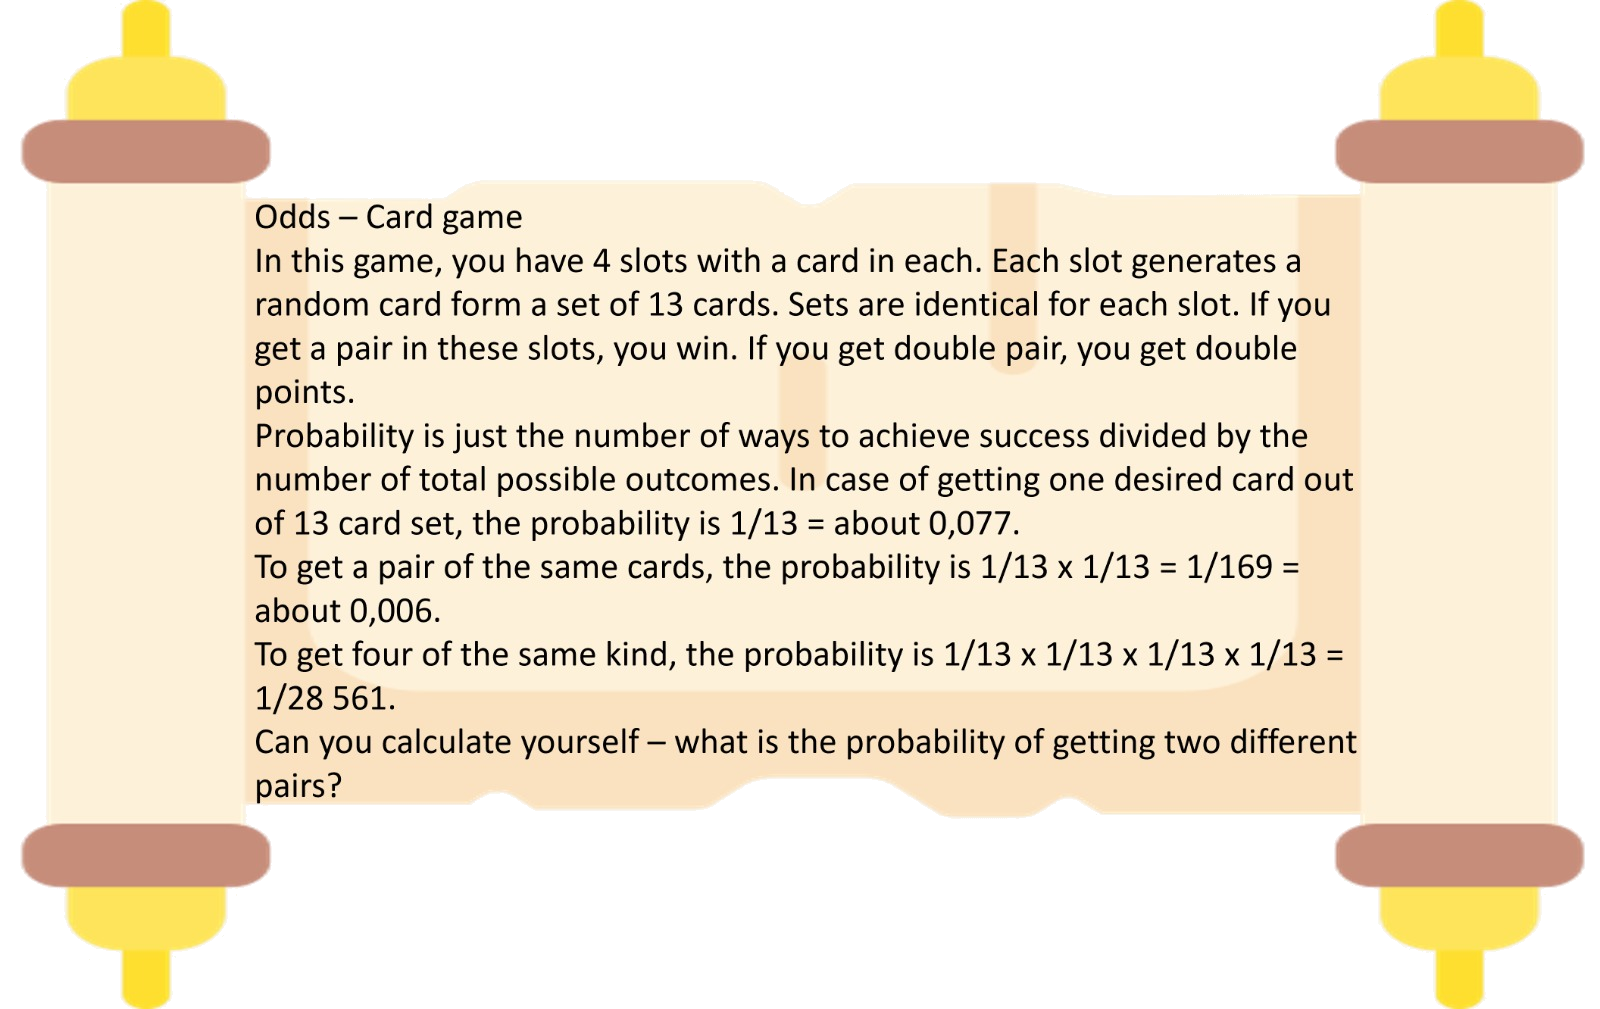 Odds – Card game
In this game, you have 4 slots with a card in each. Each slot generates a
random card form a set of 13 cards. Sets are identical for each slot. If you
get a pair in these slots, you win. If you get double pair, you get double
points.
Probability is just the number of ways to achieve success divided by the
number of total possible outcomes. In case of getting one desired card out
of 13 card set, the probability is 1/13 = about 0,077.
To get a pair of the same cards, the probability is 1/13 x 1/13 = 1/169 =
about 0,006.
To get four of the same kind, the probability is 1/13 x 1/13 x 1/13 x 1/13 =
1/28 561.
Can you calculate yourself – what is the probability of getting two different
pairs?